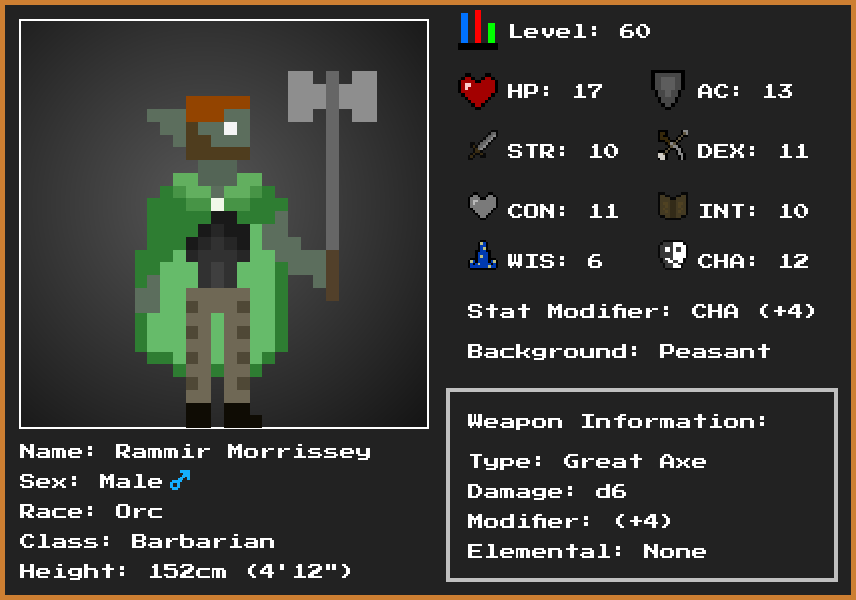 Level: 60
HP: 17 AC: 13
STR: 10 DEX: 11
CON: 11 INT: 10
WIS: 6 CHA: 12
Stat Modifier: CHA (+4)
Background: Peasant
Weapon Information:
Type: Great Axe
Damage: d6
Modifier: (+4)
Elemental: None
Name: Rammir Morrissey
Sex: Male ♂
Race: Orc
Class: Barbarian
Height: 152cm (4'12")